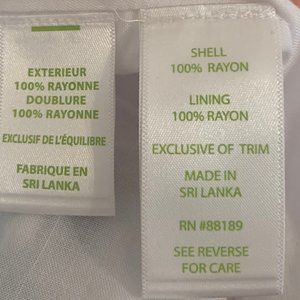 EXTERIEUR
100% RAYONNE
DOUBLURE
100% RAYONNE
EXCLUSIF DE L'ÉQUILIBRE
FABRIQUE EN
SRI LANKA
SHELL
100% RAYON
LINING
100% RAYON
EXCLUSIVE OF TRIM
MADE IN
SRI LANKA
RN #88189
SEE REVERSE
FOR CARE